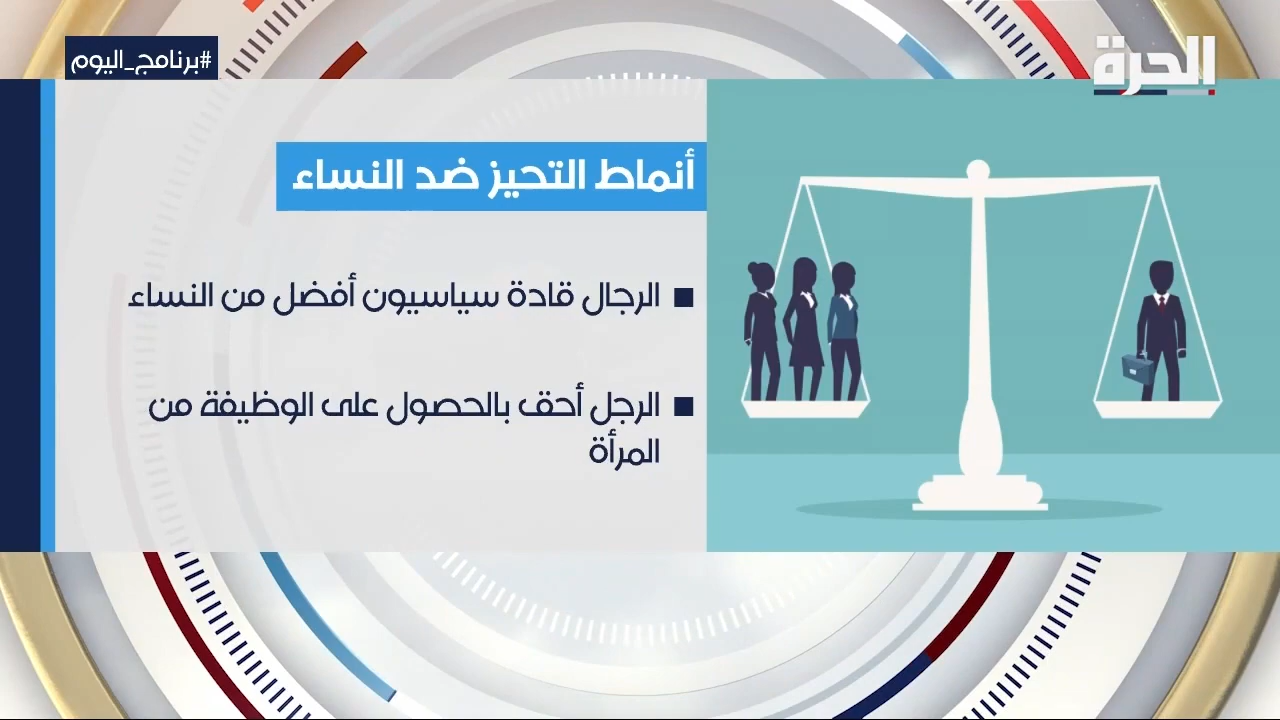 #برنامج_اليوم
الحرة
أنماط التحيز ضد النساء
■ الرجال قادة سياسيون أفضل من النساء
■ الرجل أحق بالحصول على الوظيفة من
المرأة